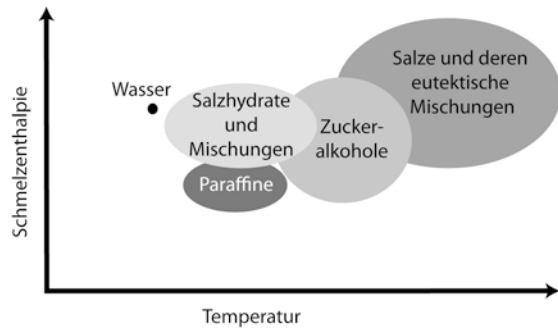 Salze und deren
eutektische
Mischungen
Wasser
Salzhydrate
und
Mischungen
Zucker-
alkohole
Paraffine
Schmelzenthalpie
Temperatur